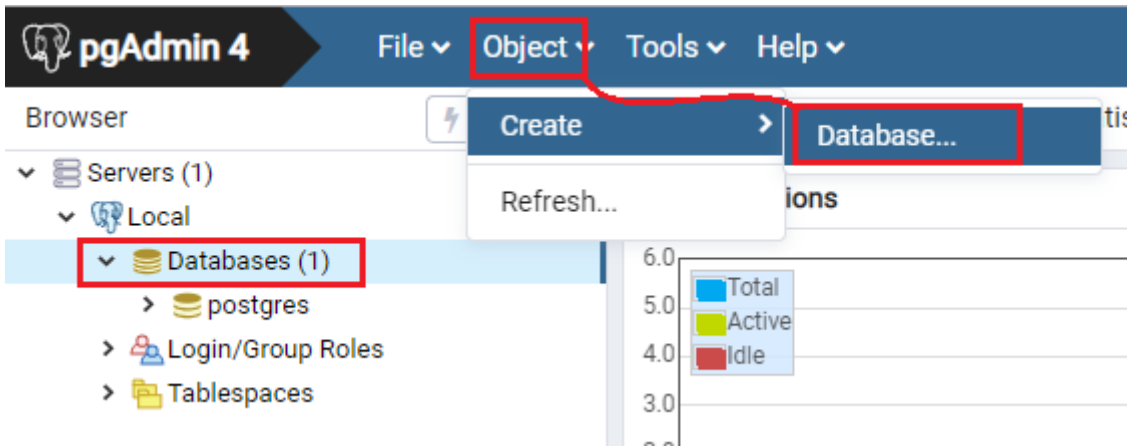 pgAdmin 4 File Object Tools Help
Browser
Create
Database...
tis
Servers (1)
Refresh...
ions
Local
Databases (1)
postgres
Login/Group Roles
Tablespaces
6.0
5.0
4.0
3.0
Total
Active
Idle